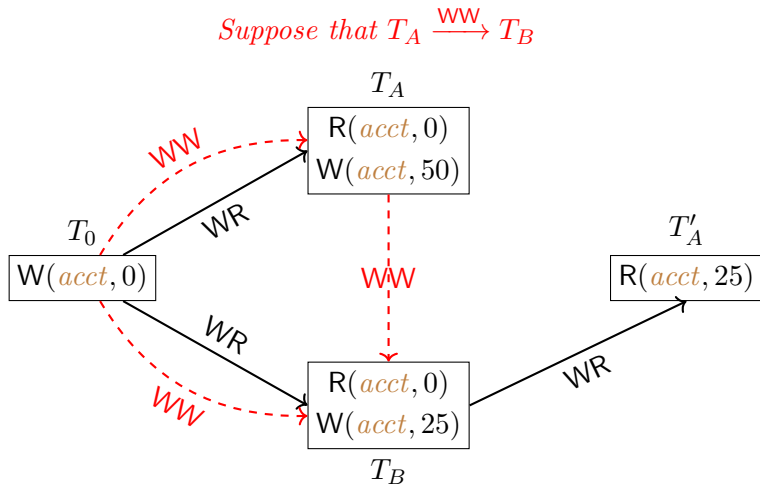 Suppose that T_A —WW→ T_B
T_A
R(acct, 0)
W(acct, 50)
WW
WR
T_0
W(acct, 0)
WW
T'_A
R(acct, 25)
WR
WW
R(acct, 0)
W(acct, 25)
WR
T_B